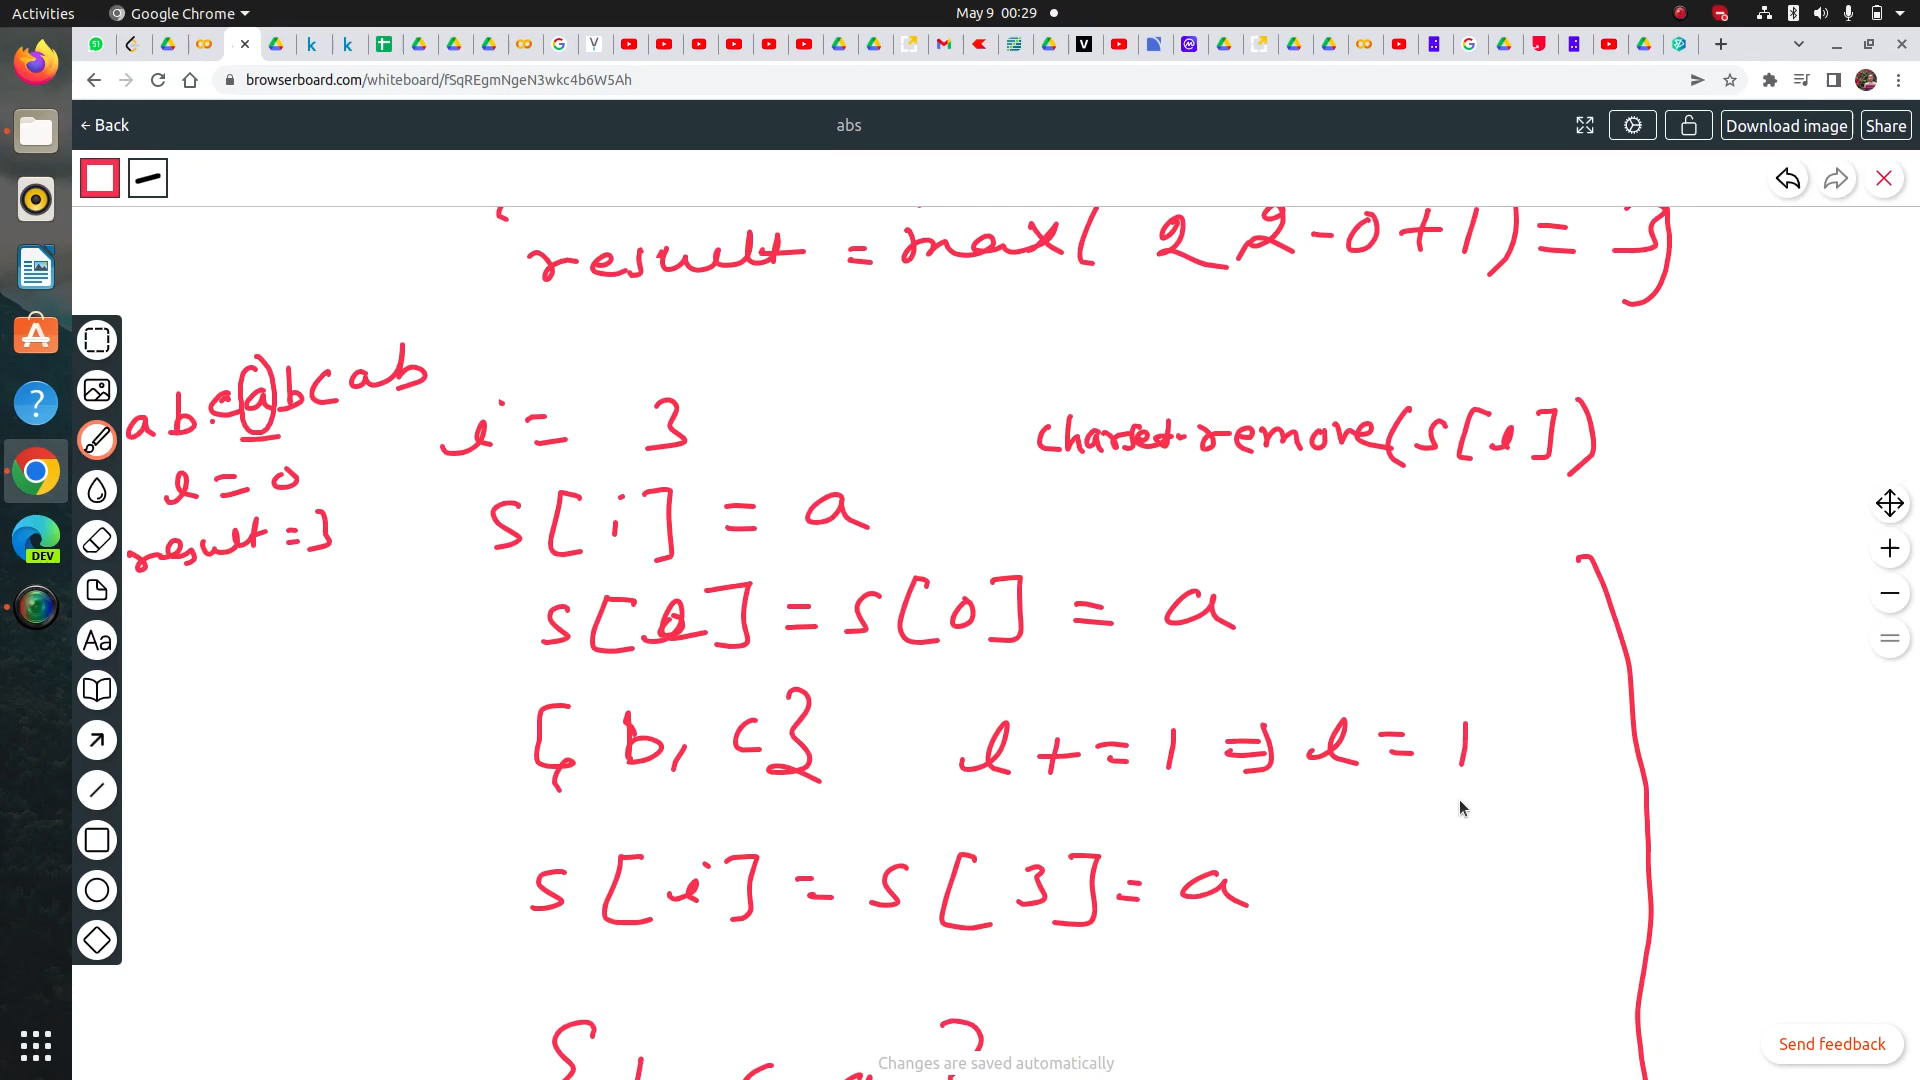 Activities
Google Chrome
May 9 00:29
browserboard.com/whiteboard/fSqREgmNgeN3wkc4b6W5Ah
← Back
abs
Download image
Share
result = max( 2 2-0+1) = 3
abcabcab
l = 0
result = 3
i = 3
charset.remove(s[l])
s[i] = a
s[l] = s[0] = a
{ b, c}
l += 1 => l = 1
s[i] = s[3] = a
DEV
Aa
Changes are saved automatically
Send feedback